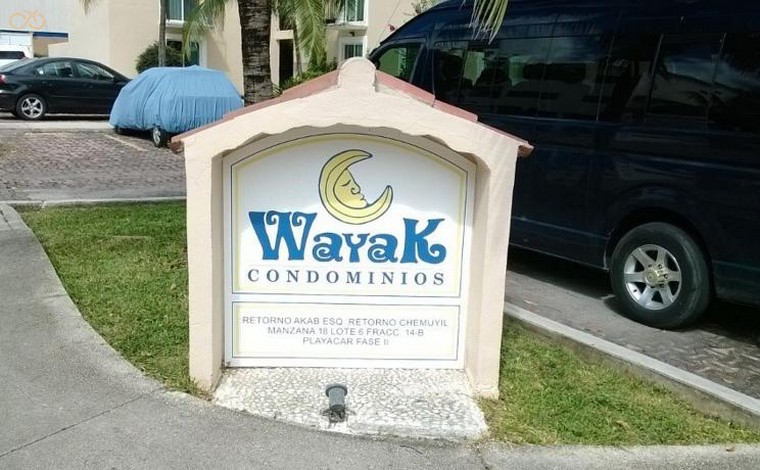 WayaK
CONDOMINIOS
RETORNO AKAB ESQ RETORNO CHEMUYIL
MANZANA 18 LOTE 6 FRACC 14-B
PLAYACAR FASE II